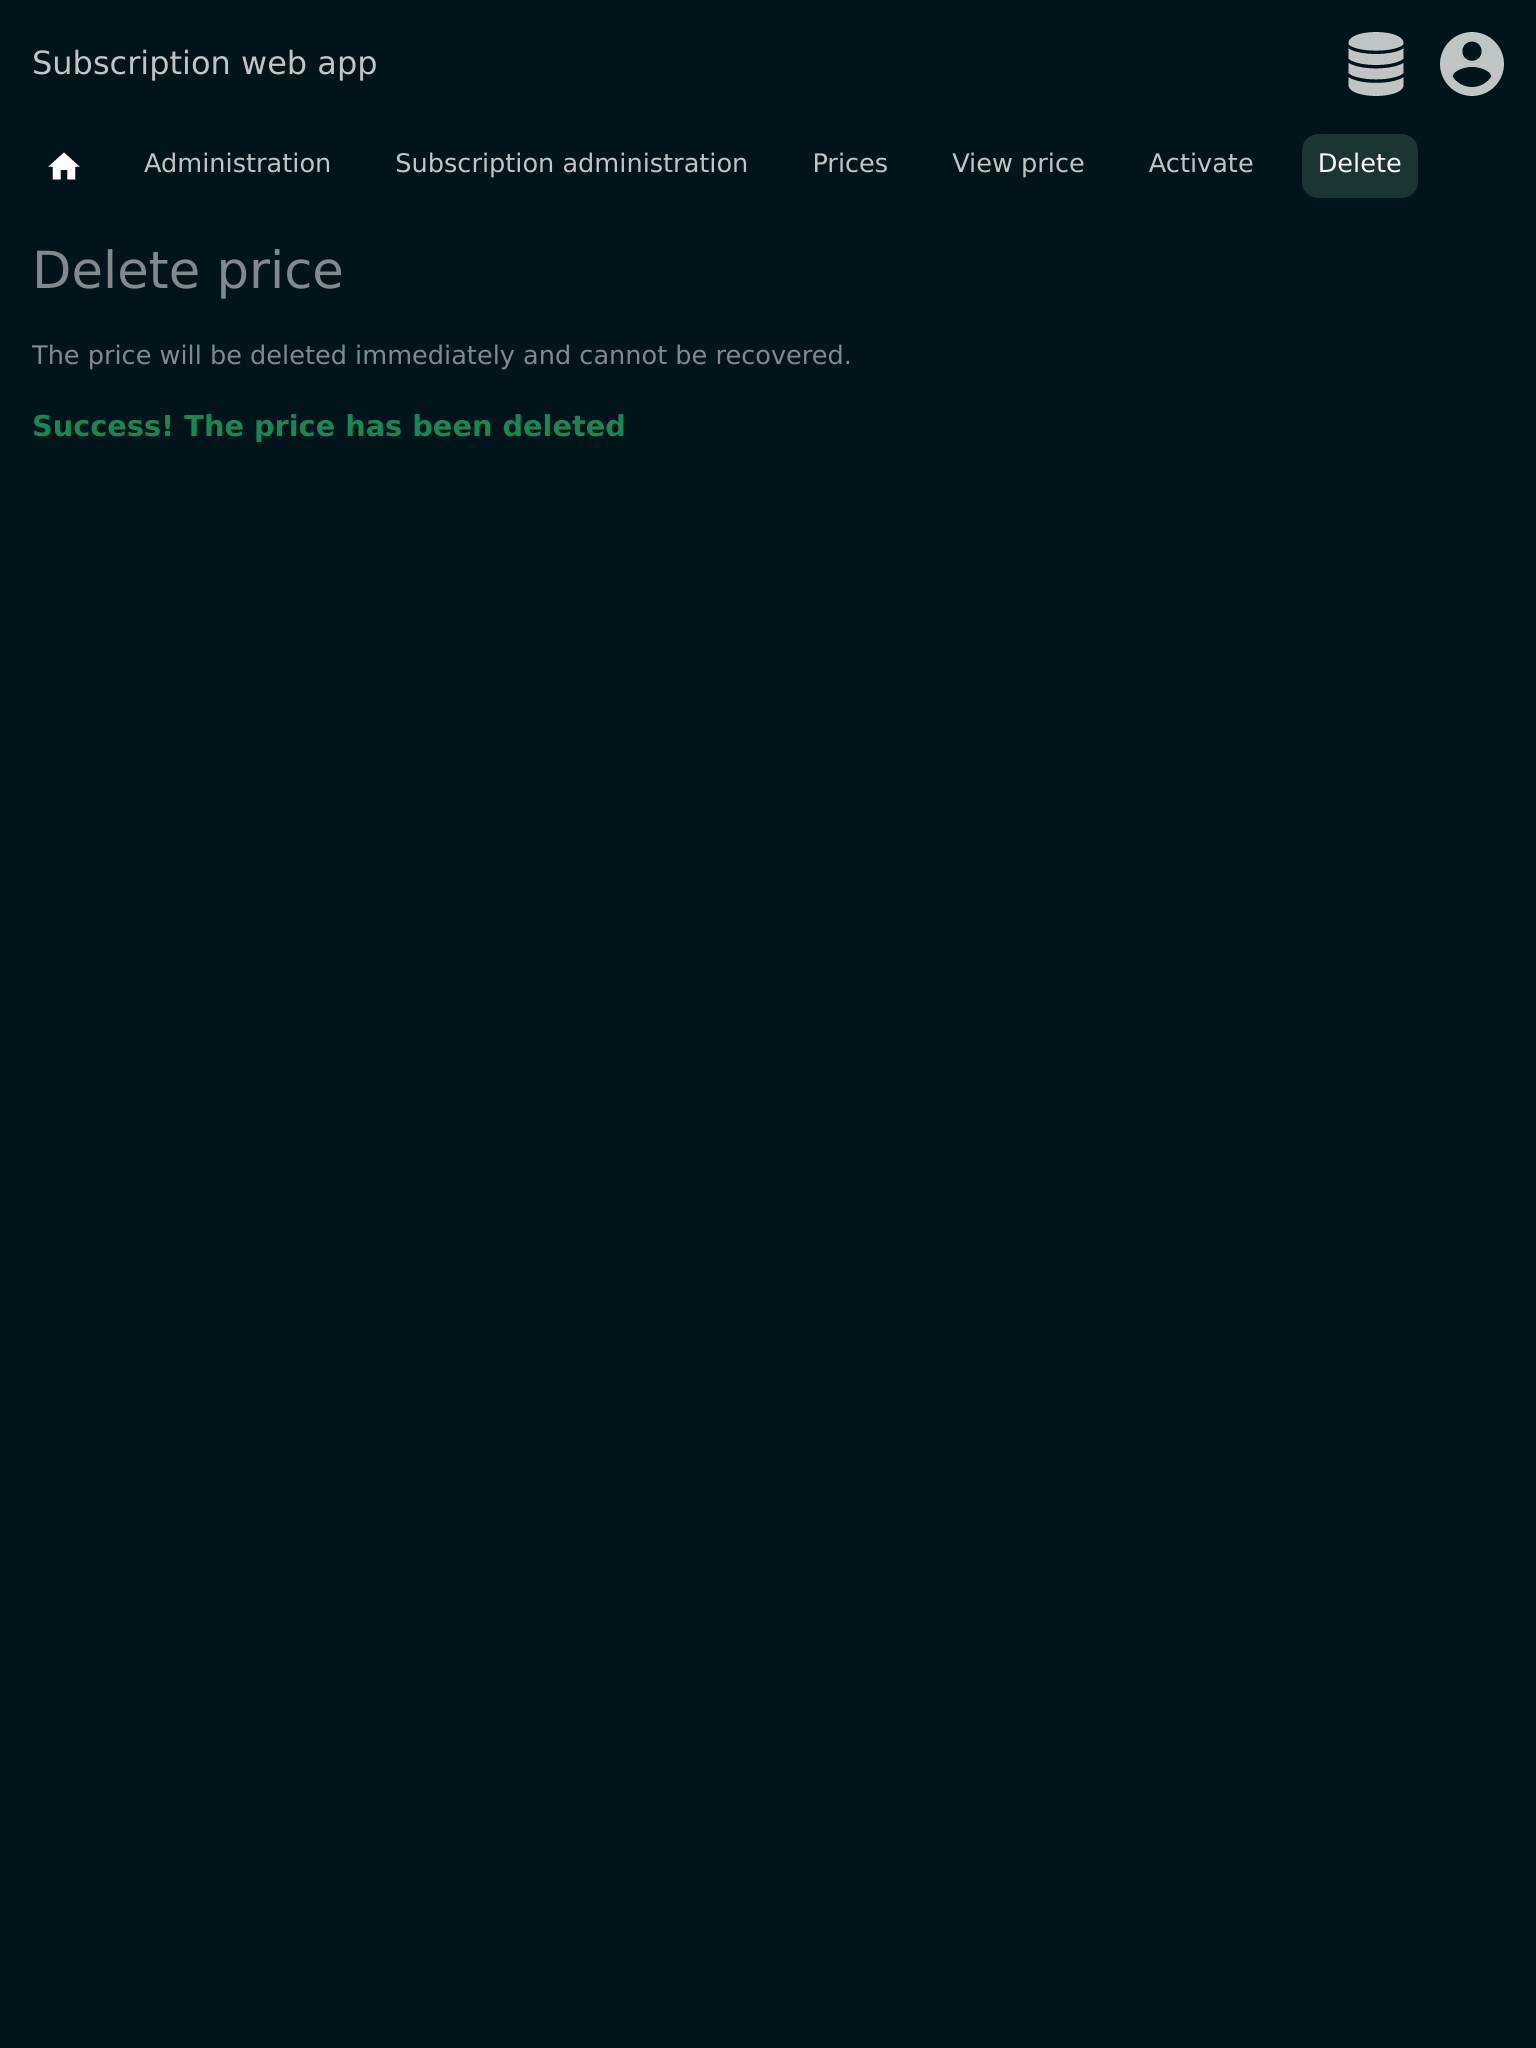 Subscription web app
Administration Subscription administration Prices View price Activate Delete
Delete price
The price will be deleted immediately and cannot be recovered.
Success! The price has been deleted